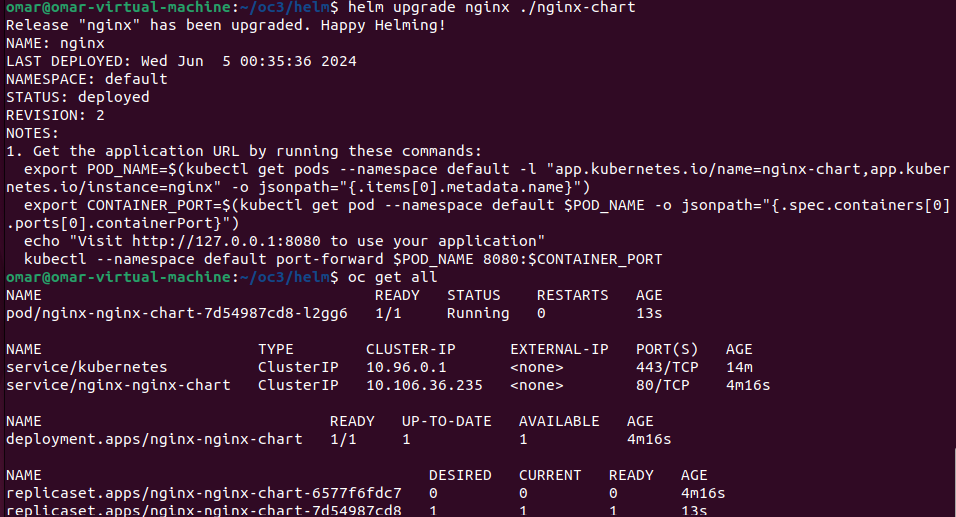 omar@omar-virtual-machine:~/oc3/helm$ helm upgrade nginx ./nginx-chart
Release "nginx" has been upgraded. Happy Helming!
NAME: nginx
LAST DEPLOYED: Wed Jun  5 00:35:36 2024
NAMESPACE: default
STATUS: deployed
REVISION: 2
NOTES:
1. Get the application URL by running these commands:
  export POD_NAME=$(kubectl get pods --namespace default -l "app.kubernetes.io/name=nginx-chart,app.kuber
netes.io/instance=nginx" -o jsonpath="{.items[0].metadata.name}")
  export CONTAINER_PORT=$(kubectl get pod --namespace default $POD_NAME -o jsonpath="{.spec.containers[0]
.ports[0].containerPort}")
  echo "Visit http://127.0.0.1:8080 to use your application"
  kubectl --namespace default port-forward $POD_NAME 8080:$CONTAINER_PORT
omar@omar-virtual-machine:~/oc3/helm$ oc get all
NAME                                     READY   STATUS    RESTARTS   AGE
pod/nginx-nginx-chart-7d54987cd8-l2gg6   1/1     Running   0          13s
NAME                        TYPE        CLUSTER-IP      EXTERNAL-IP   PORT(S)   AGE
service/kubernetes          ClusterIP   10.96.0.1       <none>        443/TCP   14m
service/nginx-nginx-chart   ClusterIP   10.106.36.235   <none>        80/TCP    4m16s
NAME                                READY   UP-TO-DATE   AVAILABLE   AGE
deployment.apps/nginx-nginx-chart   1/1     1            1           4m16s
NAME                                           DESIRED   CURRENT   READY   AGE
replicaset.apps/nginx-nginx-chart-6577f6fdc7   0         0         0       4m16s
replicaset.apps/nginx-nginx-chart-7d54987cd8   1         1         1       13s